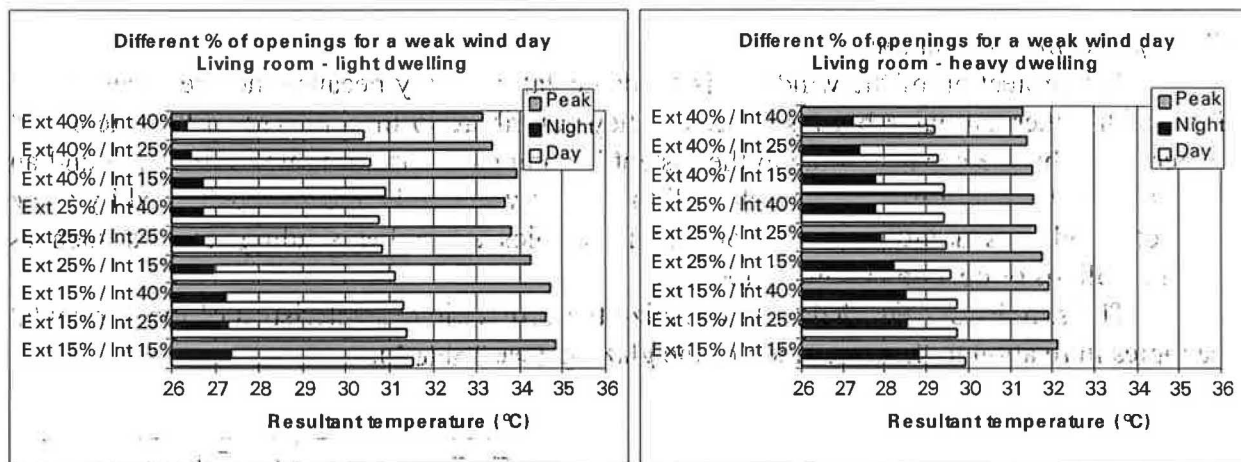 Different % of openings for a weak wind day
Living room - light dwelling
Peak
Night
Day
Ext 40% / Int 40%
Ext 40% / Int 25%
Ext 40% / Int 15%
Ext 25% / Int 40%
Ext 25% / Int 25%
Ext 25% / Int 15%
Ext 15% / Int 40%
Ext 15% / Int 25%
Ext 15% / Int 15%
26 27 28 29 30 31 32 33 34 35 36
Resultant temperature (ºC)
Different % of openings for a weak wind day
Living room - heavy dwelling
Peak
Night
Day
Ext 40% / Int 40%
Ext 40% / Int 25%
Ext 40% / Int 15%
Ext 25% / Int 40%
Ext 25% / Int 25%
Ext 25% / Int 15%
Ext 15% / Int 40%
Ext 15% / Int 25%
Ext 15% / Int 15%
26 27 28 29 30 31 32 33 34 35 36
Resultant temperature (ºC)